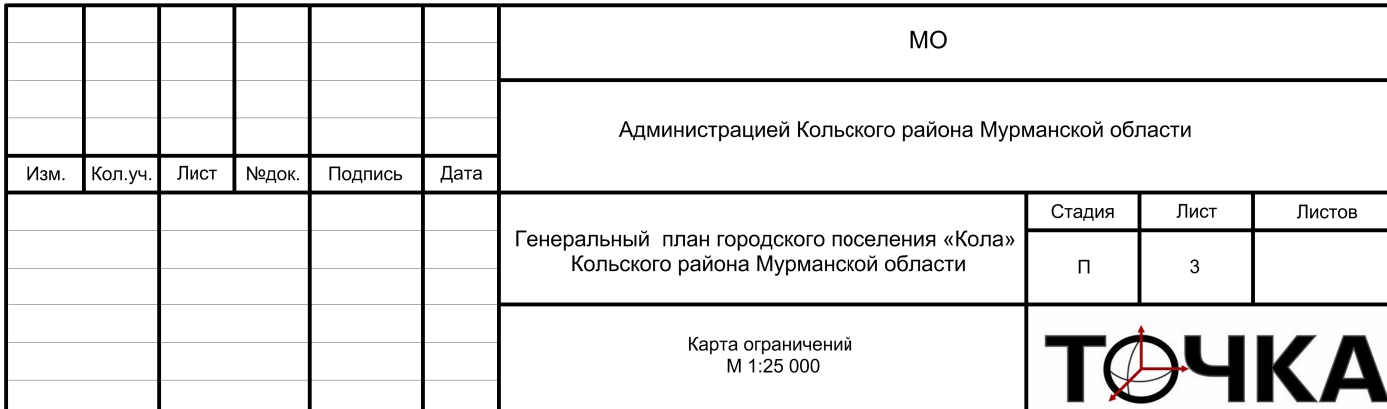 МО
Администрацией Кольского района Мурманской области
Изм. Кол.уч. Лист №док. Подпись Дата
Генеральный план городского поселения «Кола»
Кольского района Мурманской области
Стадия Лист Листов
П 3
Карта ограничений
М 1:25 000
ТОЧКА